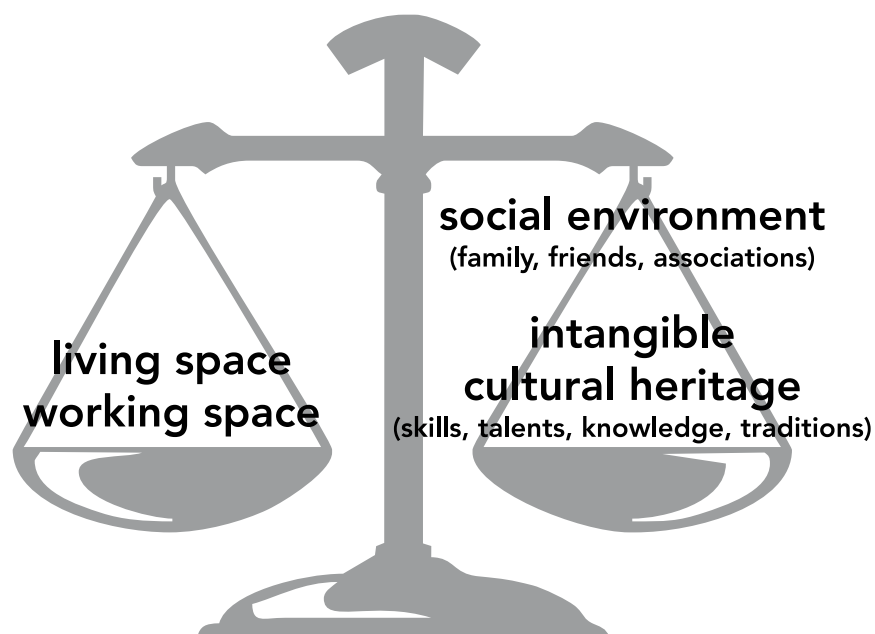 living space
working space
social environment
(family, friends, associations)
intangible
cultural heritage
(skills, talents, knowledge, traditions)